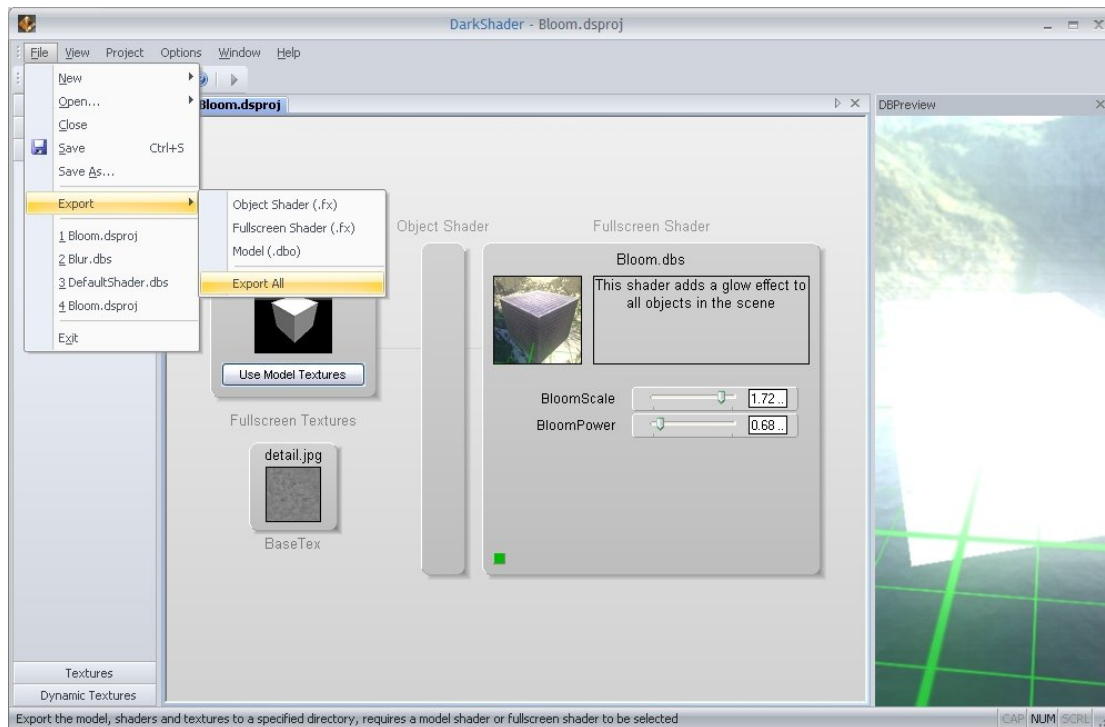 DarkShader - Bloom.dsproj
File View Project Options Window Help
New
Open...
Close
Save Ctrl+S
Save As...
Export
1 Bloom.dsproj
2 Blur.dbs
3 DefaultShader.dbs
4 Bloom.dsproj
Exit
Object Shader (.fx)
Fullscreen Shader (.fx)
Model (.dbo)
Export All
Bloom.dsproj
Use Model Textures
Fullscreen Textures
detail.jpg
BaseTex
Object Shader
Fullscreen Shader
Bloom.dbs
This shader adds a glow effect to
all objects in the scene
BloomScale 1.72..
BloomPower 0.68..
DBPreview
Textures
Dynamic Textures
Export the model, shaders and textures to a specified directory, requires a model shader or fullscreen shader to be selected
CAP NUM SCRL